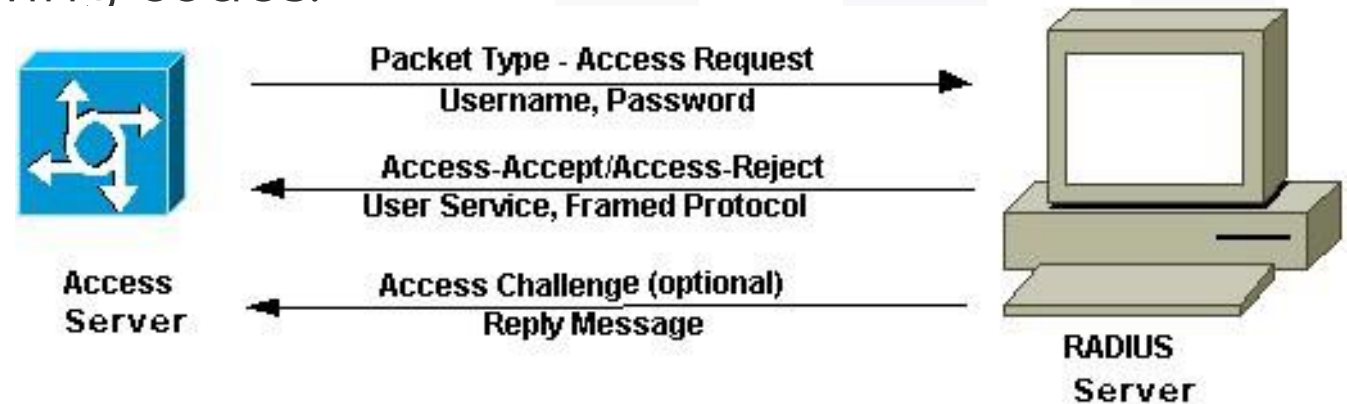 Packet Type - Access Request
Username, Password
Access-Accept/Access-Reject
User Service, Framed Protocol
Access Challenge (optional)
Reply Message
Access
Server
RADIUS
Server